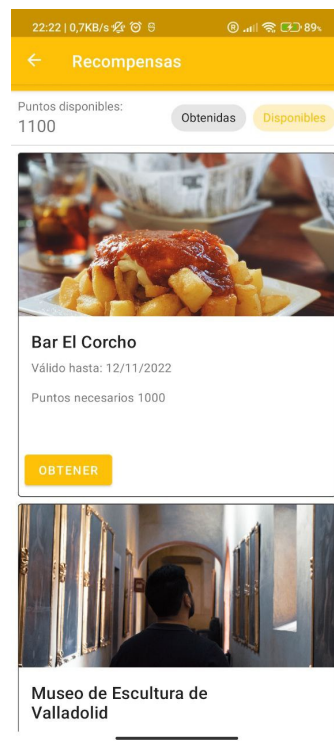 22:22 | 0,7KB/s 89%
Recompensas
Puntos disponibles:
1100
Obtenidas
Disponibles
Bar El Corcho
Válido hasta: 12/11/2022
Puntos necesarios 1000
OBTENER
Museo de Escultura de
Valladolid